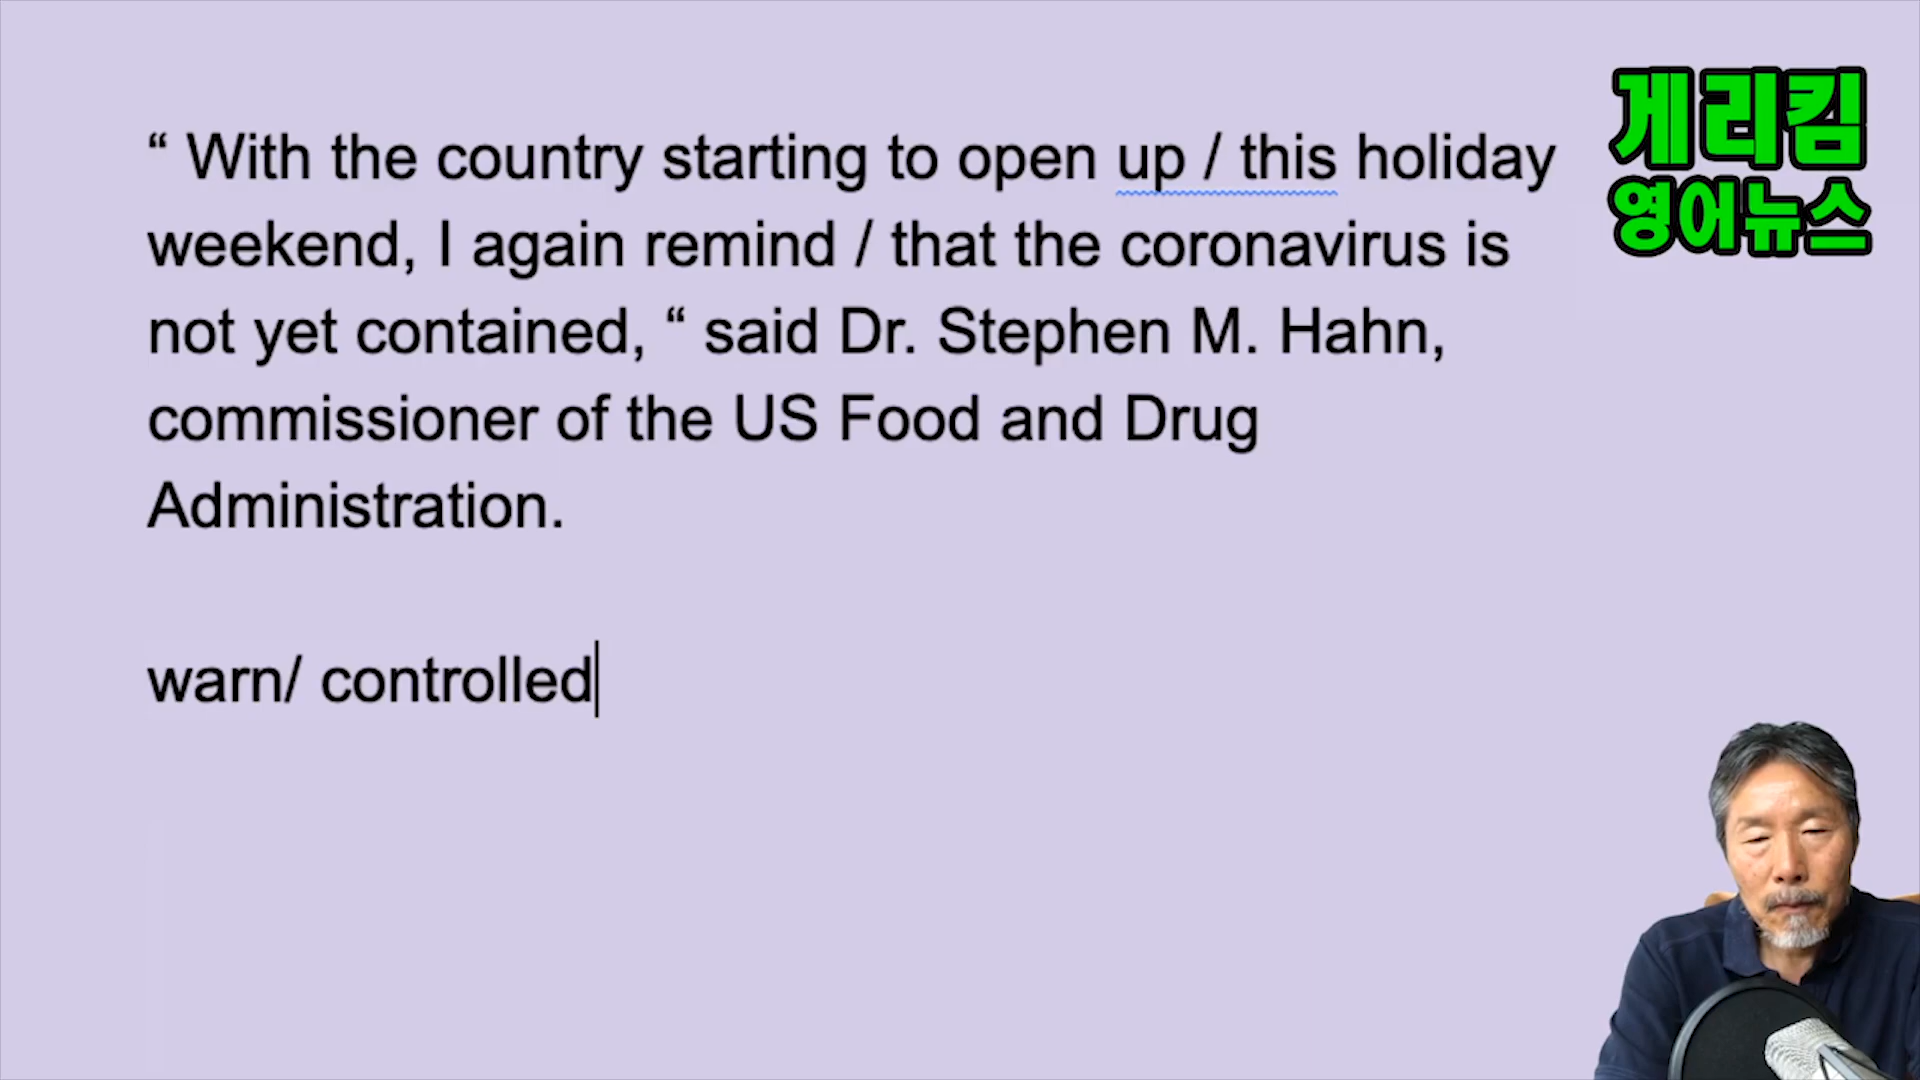 “ With the country starting to open up / this holiday
weekend, I again remind / that the coronavirus is
not yet contained, “ said Dr. Stephen M. Hahn,
commissioner of the US Food and Drug
Administration.
warn/ controlled
게리킴
영어뉴스